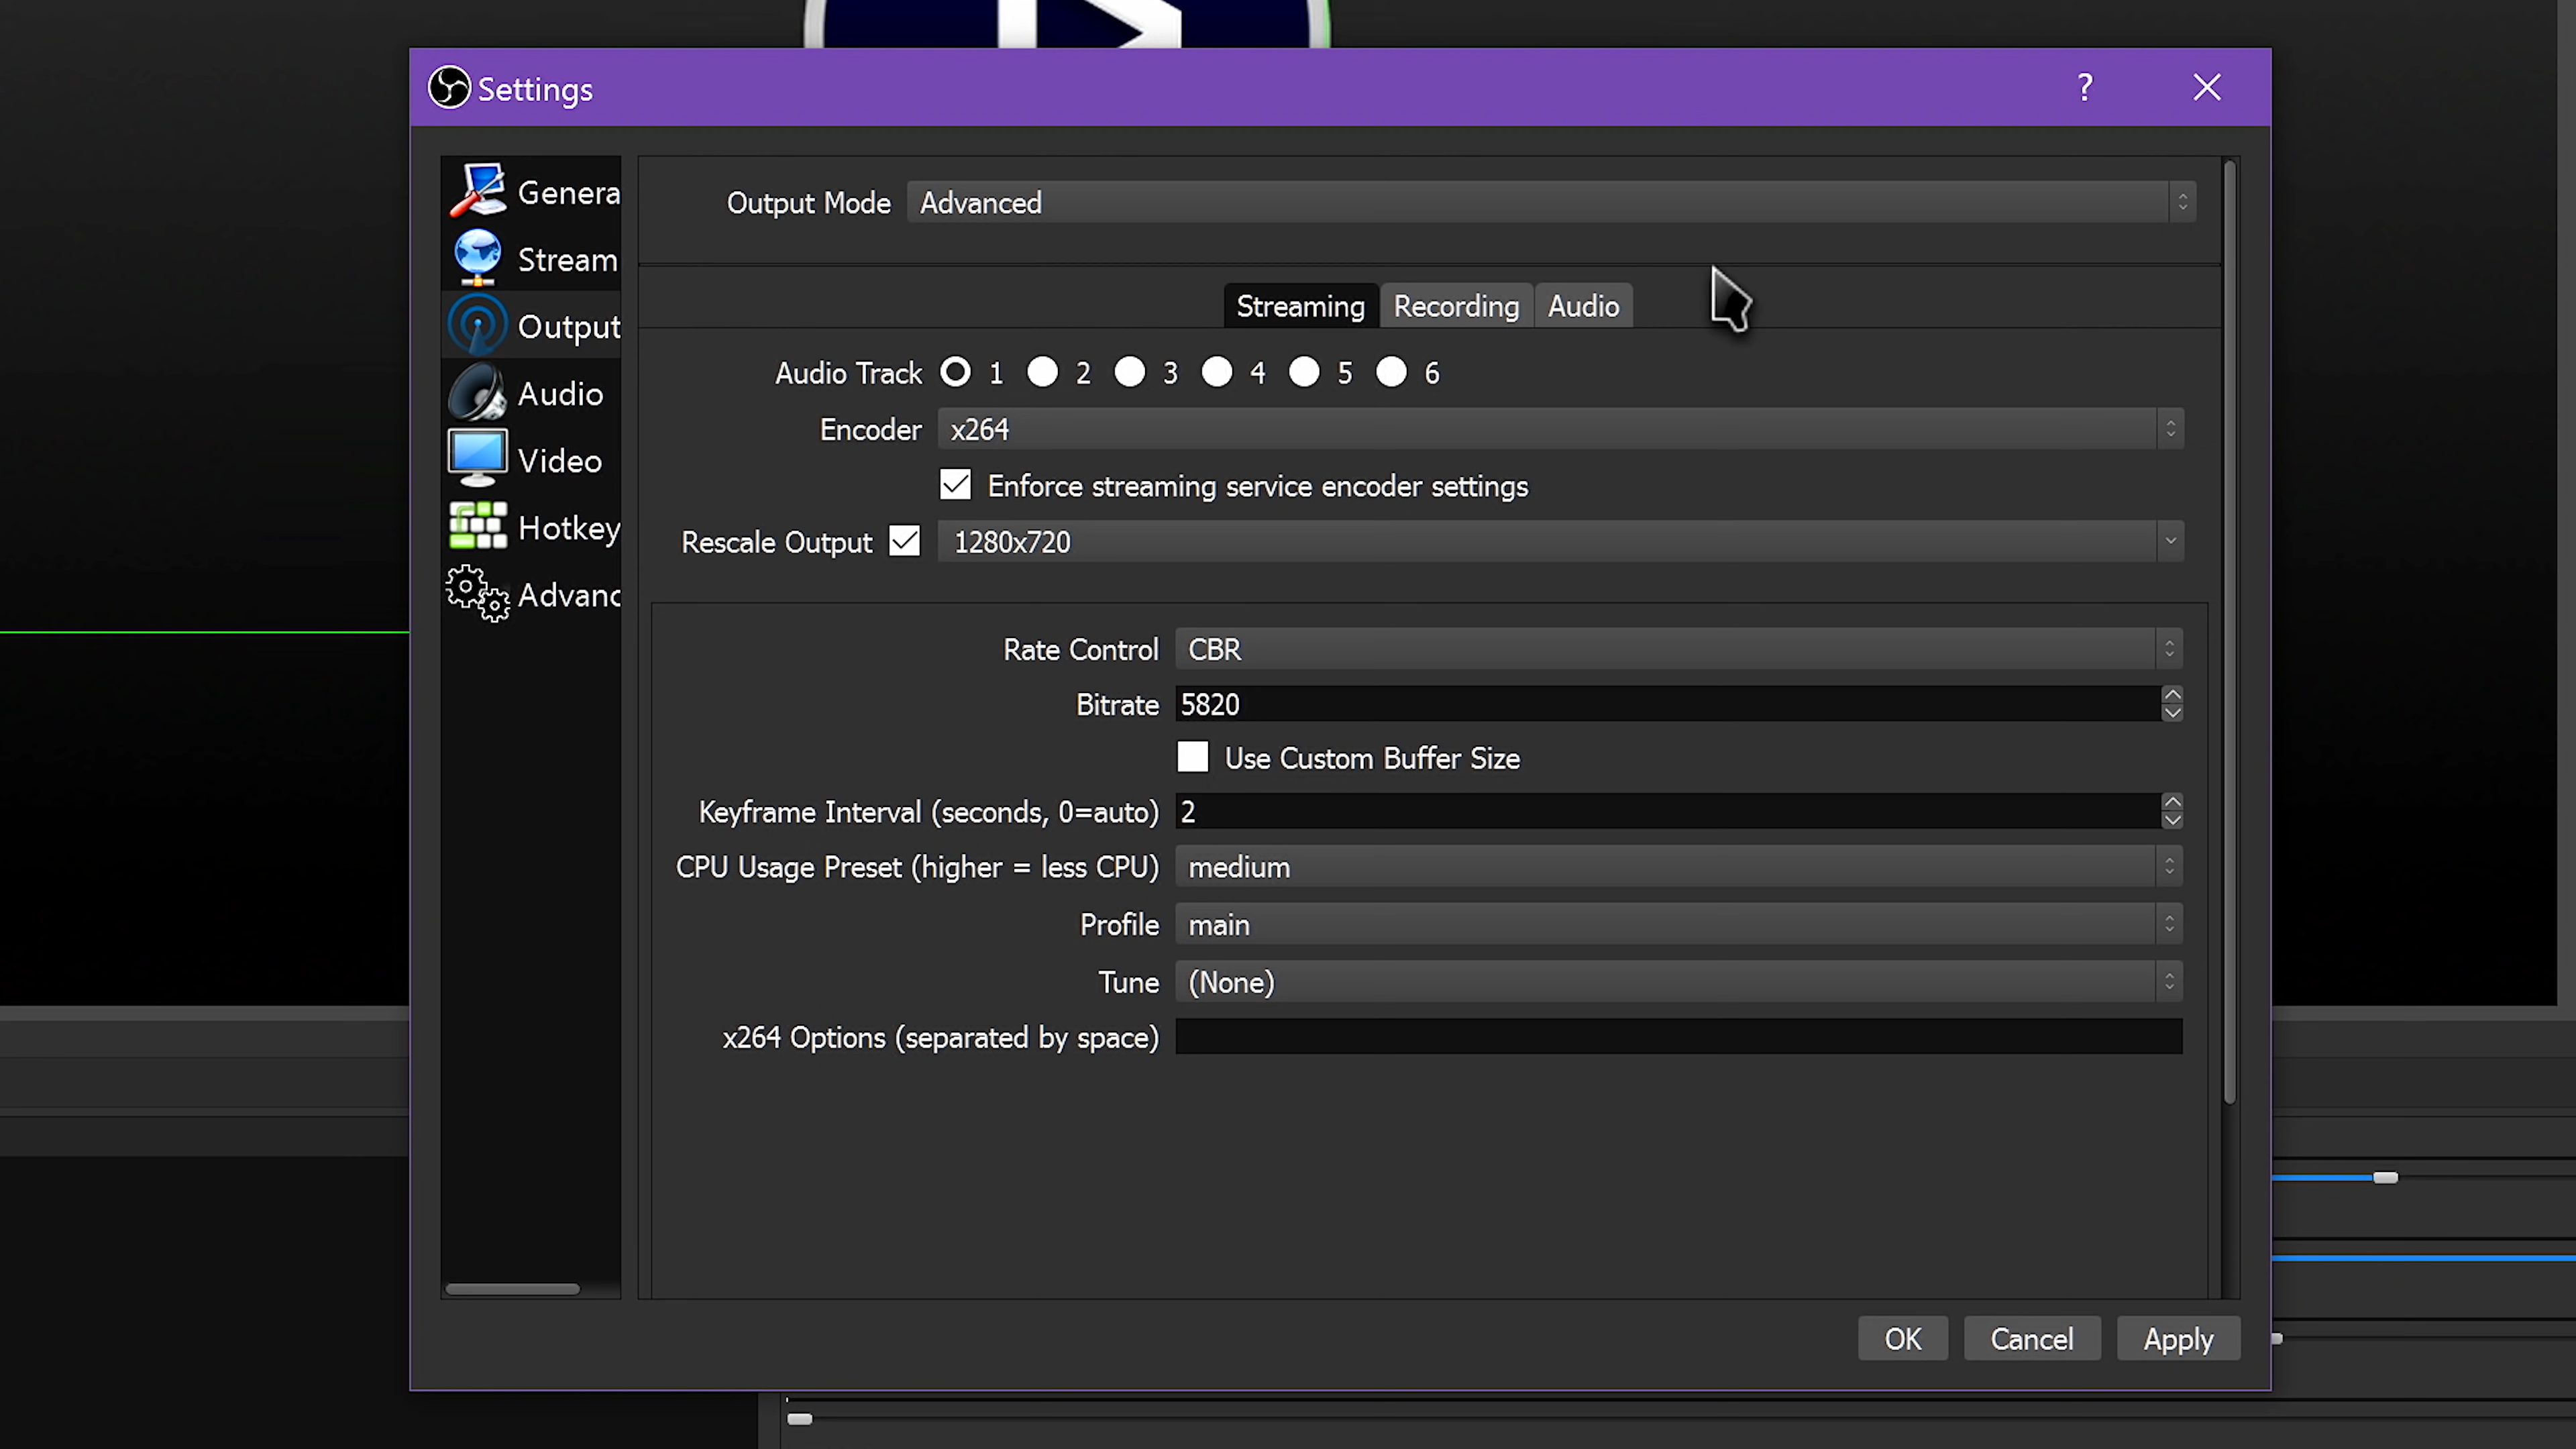 Settings
?
Genera
Stream
Output
Audio
Video
Hotkey
Advanc
Output Mode Advanced
Streaming Recording Audio
Audio Track 1 2 3 4 5 6
Encoder x264
Enforce streaming service encoder settings
Rescale Output 1280x720
Rate Control CBR
Bitrate 5820
Use Custom Buffer Size
Keyframe Interval (seconds, 0=auto) 2
CPU Usage Preset (higher = less CPU) medium
Profile main
Tune (None)
x264 Options (separated by space)
OK Cancel Apply